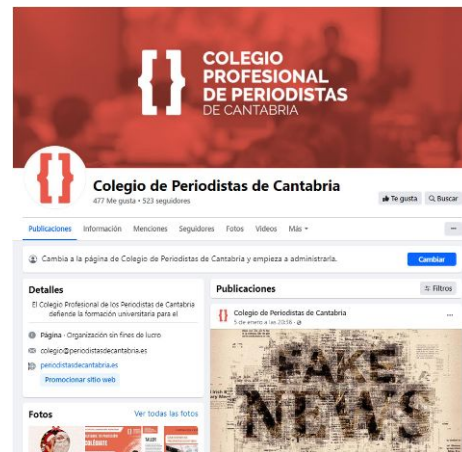 COLEGIO
PROFESIONAL
DE PERIODISTAS
DE CANTABRIA
Colegio de Periodistas de Cantabria
477 Me gusta • 523 seguidores
Te gusta
Buscar
Publicaciones Información Menciones Seguidores Fotos Videos Más
Cambia a la página de Colegio de Periodistas de Cantabria y empieza a administrarla.
Cambiar
Detalles
El Colegio Profesional de los Periodistas de Cantabria
defiende la formación universitaria para el
Página · Organización sin fines de lucro
colegio@periodistasdecantabria.es
periodistasdecantabria.es
Promocionar sitio web
Fotos
Ver todas las fotos
COLÉGIATE
Publicaciones
Filtros
Colegio de Periodistas de Cantabria
5 de enero a las 20:16
FAKE
NEWS